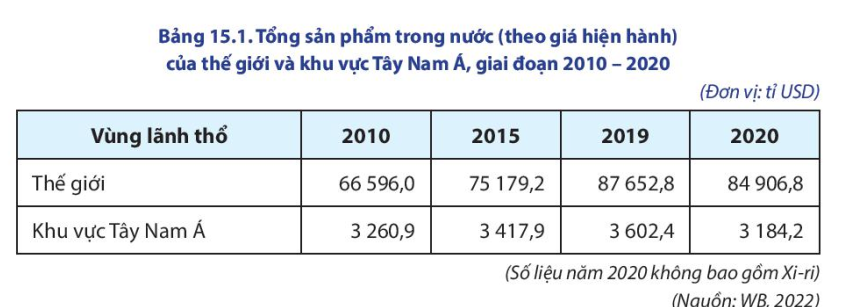 Bảng 15.1. Tổng sản phẩm trong nước (theo giá hiện hành)
của thế giới và khu vực Tây Nam Á, giai đoạn 2010 – 2020
(Đơn vị: tỉ USD)
Vùng lãnh thổ 2010 2015 2019 2020
Thế giới 66 596,0 75 179,2 87 652,8 84 906,8
Khu vực Tây Nam Á 3 260,9 3 417,9 3 602,4 3 184,2
(Số liệu năm 2020 không bao gồm Xi-ri)
(Nguồn: WB, 2022)